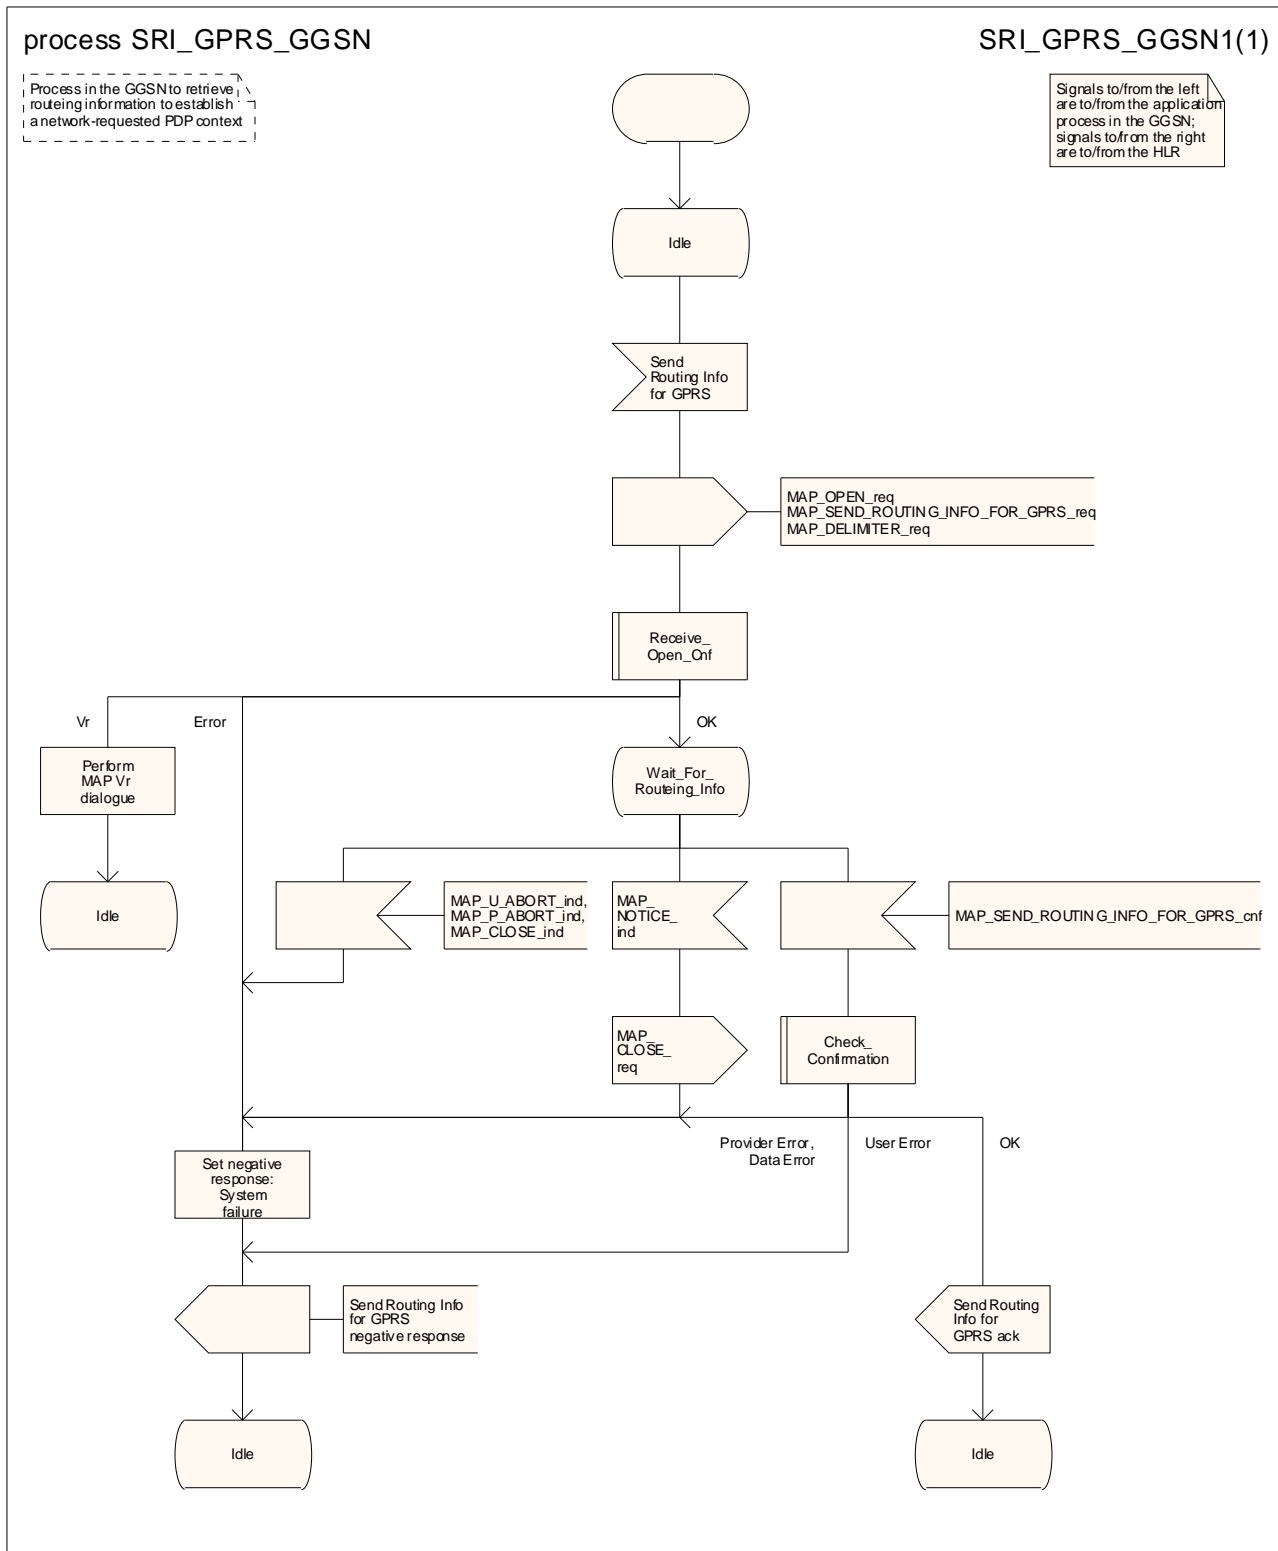 process SRI_GPRS_GGSN
SRI_GPRS_GGSN1(1)
Process in the GGSN to retrieve
routeing information to establish
a network-requested PDP context
Signals to/from the left
are to/from the application
process in the GGSN;
signals to/from the right
are to/from the HLR
Idle
Send
Routing Info
for GPRS
MAP_OPEN_req
MAP_SEND_ROUTING_INFO_FOR_GPRS_req
MAP_DELIMITER_req
Receive_
Open_Cnf
Vr
Error
OK
Perform
MAP Vr
dialogue
Wait_For_
Routeing_Info
Idle
MAP_U_ABORT_ind,
MAP_P_ABORT_ind,
MAP_CLOSE_ind
MAP_
NOTICE_
ind
MAP_SEND_ROUTING_INFO_FOR_GPRS_cnf
MAP_
CLOSE_
req
Check_
Confirmation
Provider Error,
Data Error
User Error
OK
Set negative
response:
System
failure
Send Routing Info
for GPRS
negative response
Send Routing
Info for
GPRS ack
Idle
Idle